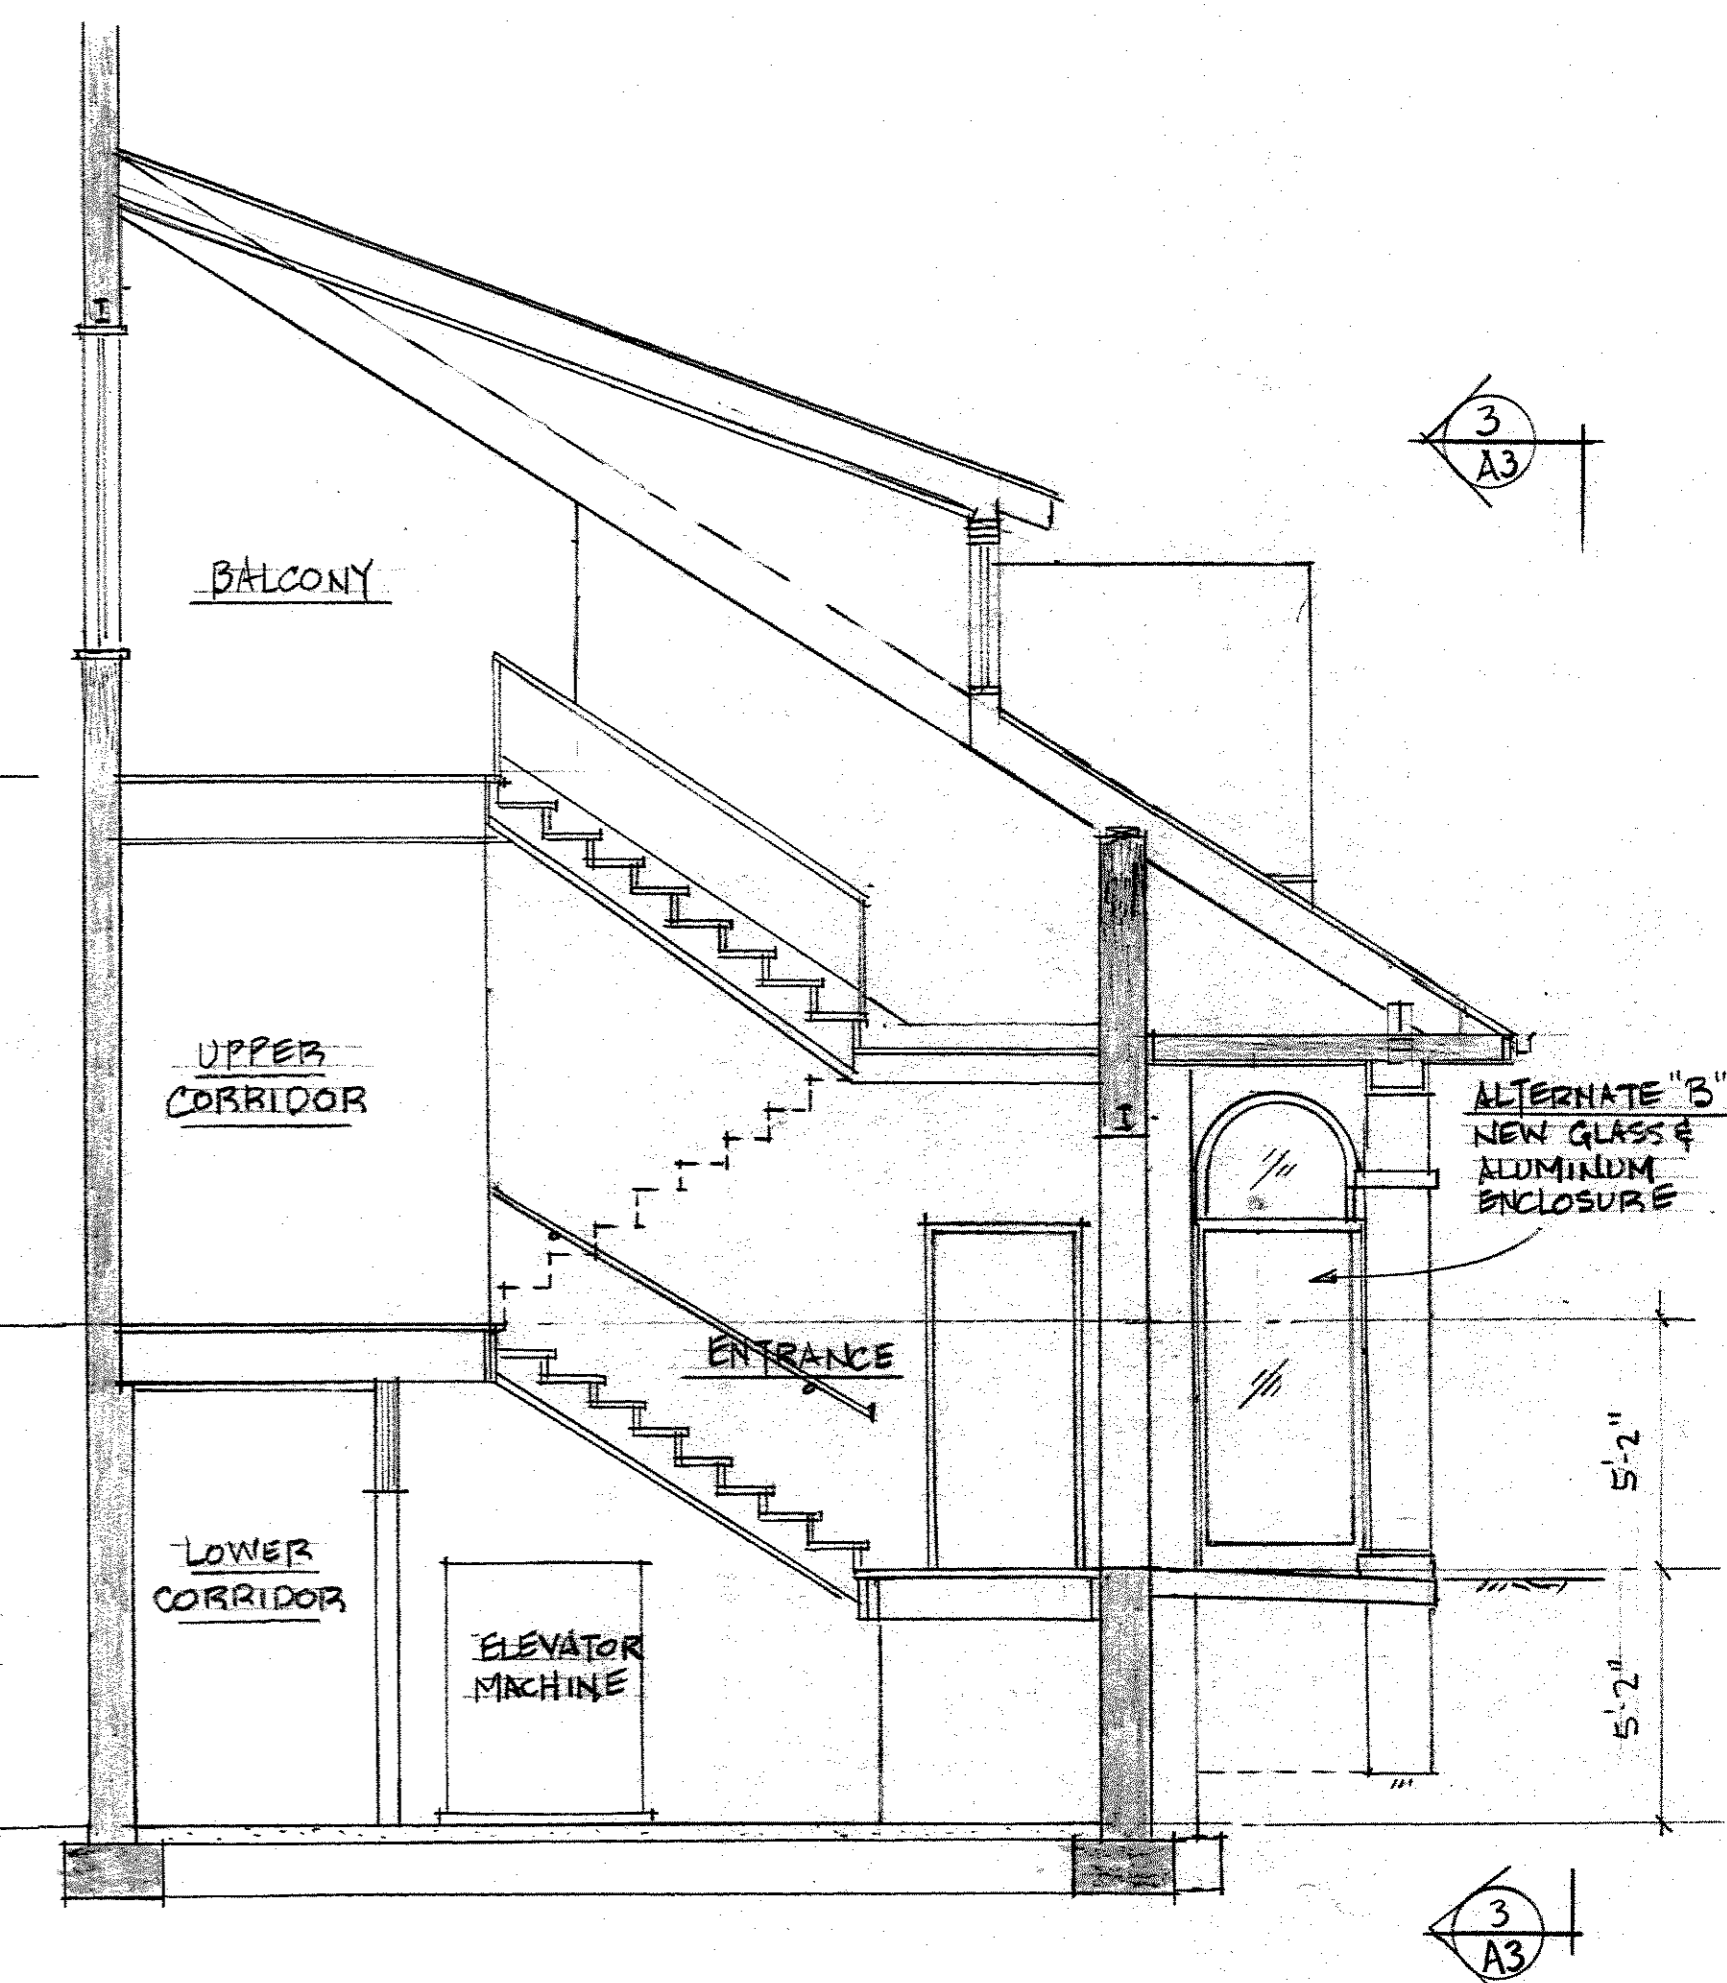 3
A3
BALCONY
UPPER
CORRIDOR
ALTERNATE "B"
NEW GLASS &
ALUMINUM
ENCLOSURE
ENTRANCE
5'-2"
LOWER
CORRIDOR
ELEVATOR
MACHINE
5'-2"
3
A3